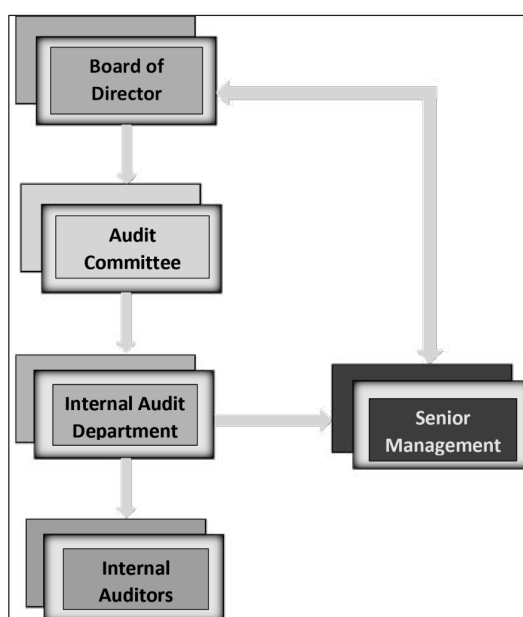 Board of
Director
Audit
Committee
Internal Audit
Department
Senior
Management
Internal
Auditors